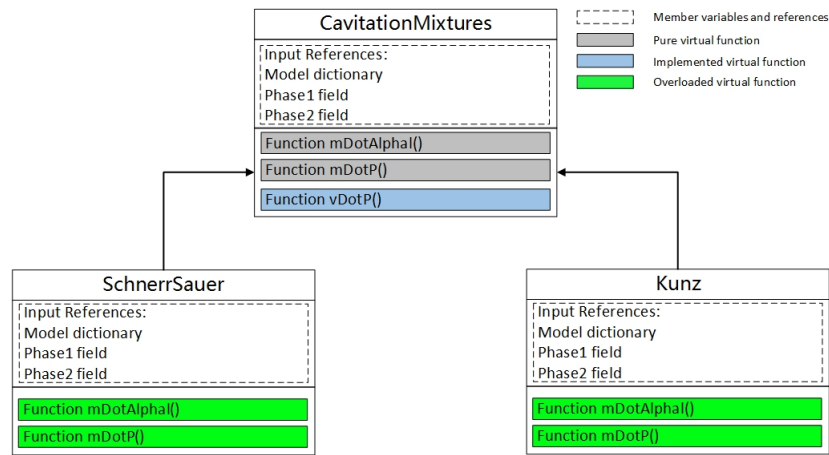 CavitationMixtures
Input References:
Model dictionary
Phase1 field
Phase2 field
Function mDotAlphal()
Function mDotP()
Function vDotP()
Member variables and references
Pure virtual function
Implemented virtual function
Overloaded virtual function
SchnerrSauer
Input References:
Model dictionary
Phase1 field
Phase2 field
Function mDotAlphal()
Function mDotP()
Kunz
Input References:
Model dictionary
Phase1 field
Phase2 field
Function mDotAlphal()
Function mDotP()